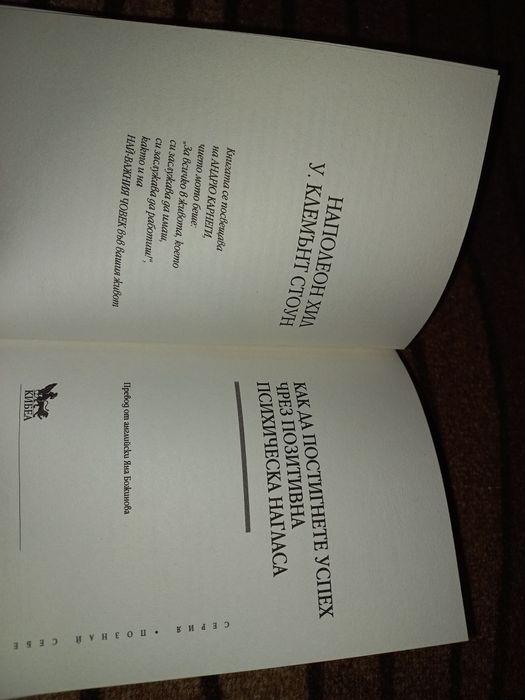 НАПОЛЕОН ХИЛ
У. КЛЕМЪНТ СТОУН
Книгата се посвещава
на АНДРЮ КАРНЕГИ,
чието мото беше:
„За всичко в живота, което
си заслужава да имаш,
си заслужава да работиш!“,
както и на
НАЙ-ВАЖНИЯ ЧОВЕК във вашия живот
КАК ДА ПОСТИГНЕТЕ УСПЕХ
ЧРЕЗ ПОЗИТИВНА
ПСИХИЧЕСКА НАГЛАСА
Превод от английски Яна Божинова
КИБЕА
СЕРИЯ • ПОЗНАЙ СЕБЕ